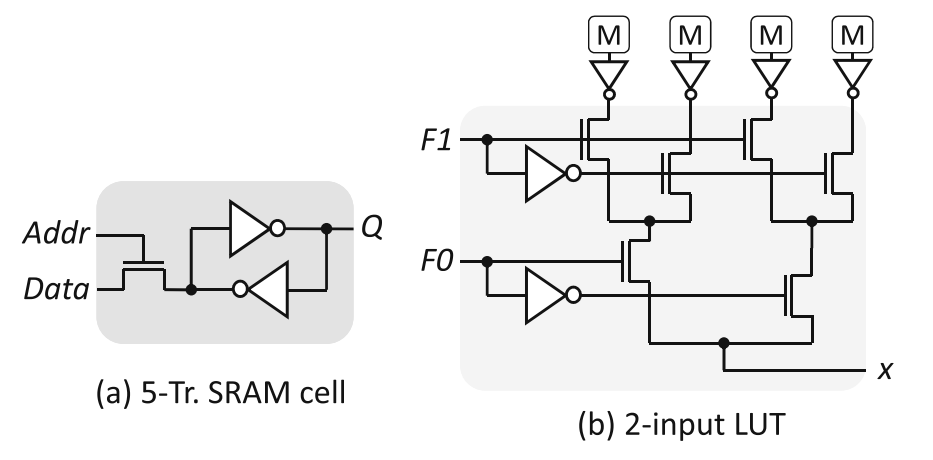 M M M M
F1
Addr
Q
F0
Data
x
(a) 5-Tr. SRAM cell
(b) 2-input LUT